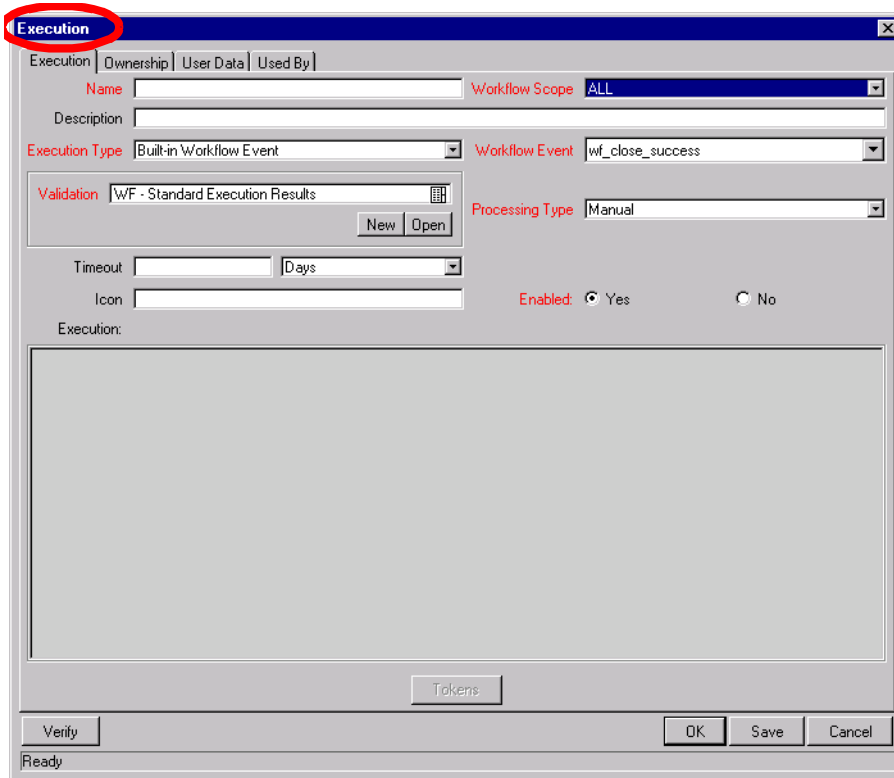 Execution
Execution Ownership User Data Used By
Name Workflow Scope ALL
Description
Execution Type Built-in Workflow Event Workflow Event wf_close_success
Validation WF - Standard Execution Results
Processing Type Manual
New Open
Timeout Days
Icon Enabled: Yes No
Execution:
Tokens
Verify OK Save Cancel
Ready